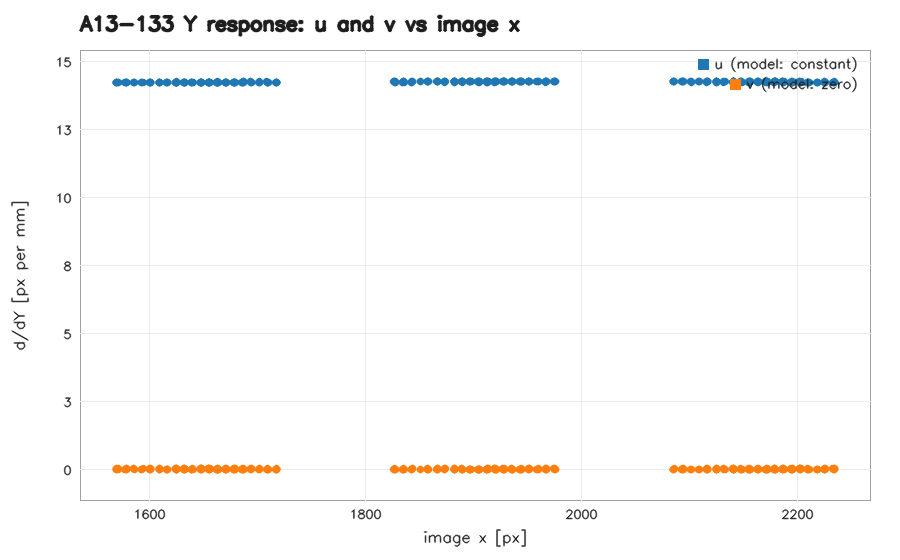 A13-133 Y response: u and v vs image x
u (model: constant)
v (model: zero)
15
13
10
8
5
3
0
d/dY [px per mm]
1600 1800 2000 2200
image x [px]